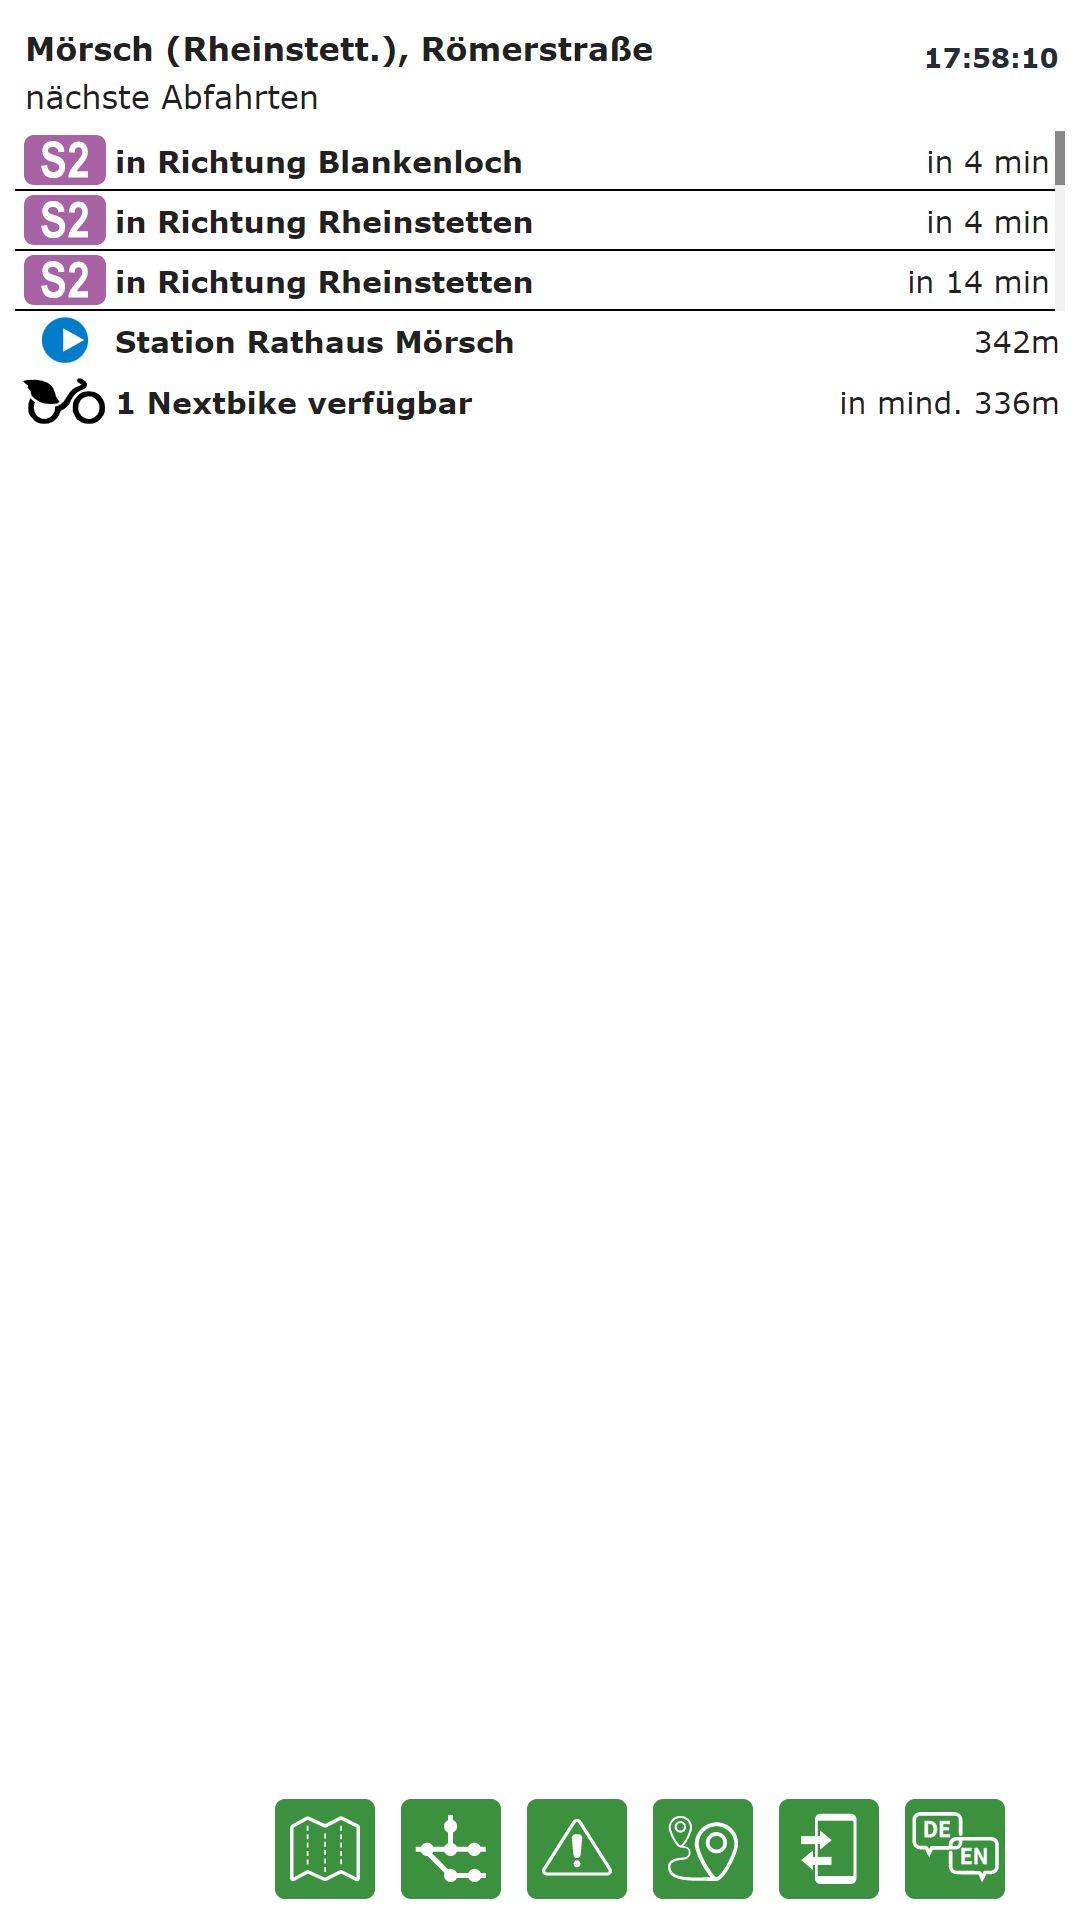 Mörsch (Rheinstett.), Römerstraße 17:58:10
nächste Abfahrten
S2 in Richtung Blankenloch in 4 min
S2 in Richtung Rheinstetten in 4 min
S2 in Richtung Rheinstetten in 14 min
Station Rathaus Mörsch 342m
1 Nextbike verfügbar in mind. 336m
DE
EN